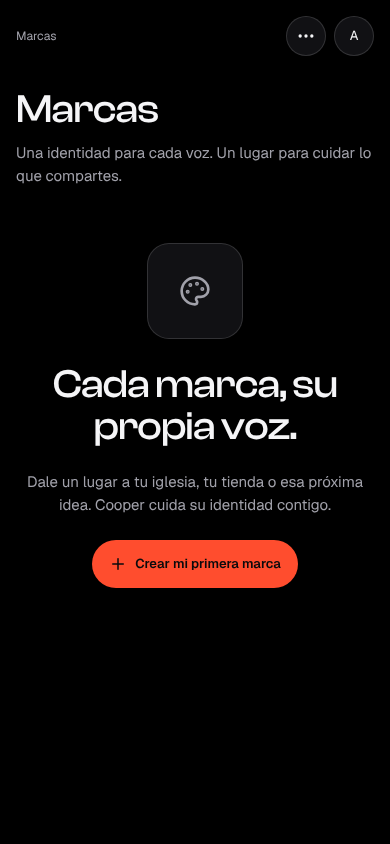 Marcas
A
Marcas
Una identidad para cada voz. Un lugar para cuidar lo
que compartes.
Cada marca, su
propia voz.
Dale un lugar a tu iglesia, tu tienda o esa próxima
idea. Cooper cuida su identidad contigo.
Crear mi primera marca